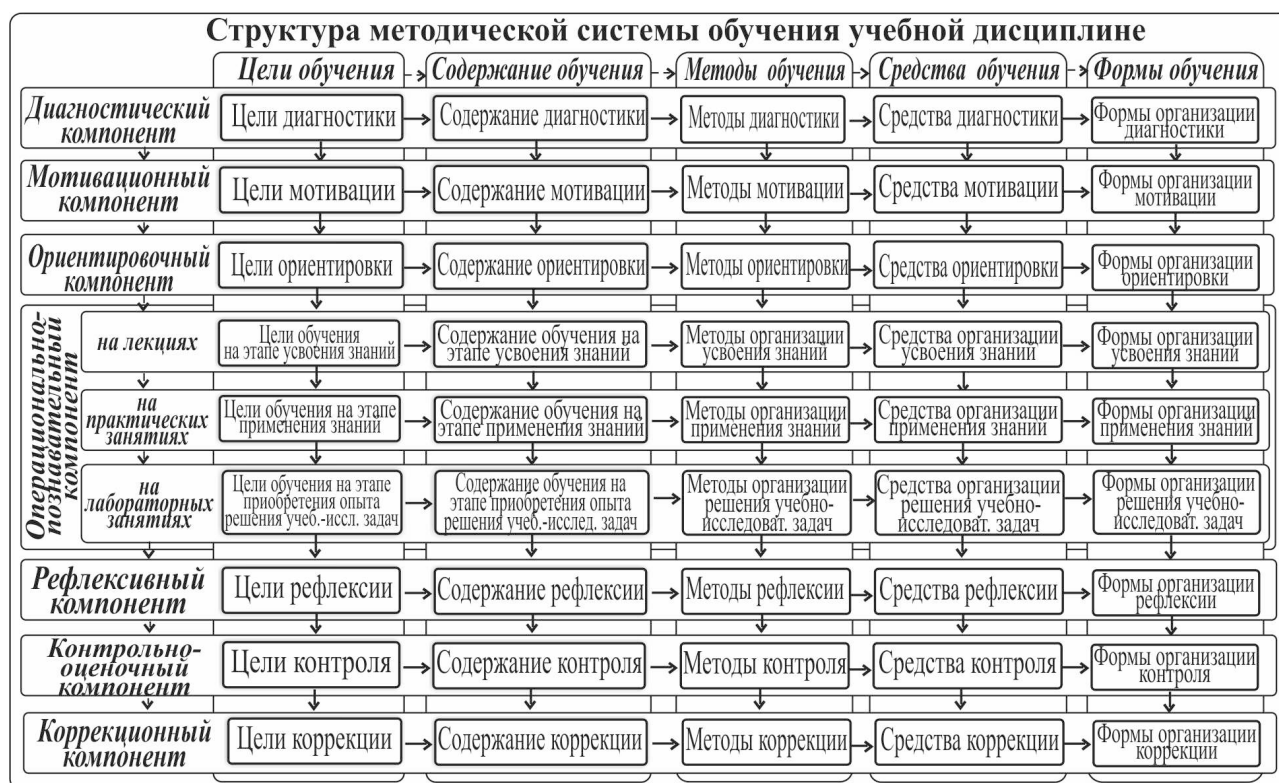 Структура методической системы обучения учебной дисциплине
Цели обучения
Содержание обучения
Методы обучения
Средства обучения
Формы обучения
Диагностический
компонент
Цели диагностики
Содержание диагностики
Методы диагностики
Средства диагностики
Формы организации
диагностики
Мотивационный
компонент
Цели мотивации
Содержание мотивации
Методы мотивации
Средства мотивации
Формы организации
мотивации
Ориентировочный
компонент
Цели ориентировки
Содержание ориентировки
Методы ориентировки
Средства ориентировки
Формы организации
ориентировки
Операционально-
познавательный
компонент
на лекциях
Цели обучения
на этапе усвоения знаний
Содержание обучения на
этапе усвоения знаний
Методы организации
усвоения знаний
Средства организации
усвоения знаний
Формы организации
усвоения знаний
на
практических
занятиях
Цели обучения на этапе
применения знаний
Содержание обучения на
этапе применения знаний
Методы организации
применения знаний
Средства организации
применения знаний
Формы организации
применения знаний
на
лабораторных
занятиях
Цели обучения на этапе
приобретения опыта
решения учеб.-иссл. задач
Содержание обучения на
этапе приобретения опыта
решения учеб.-исслед. задач
Методы организации
решения учебно-
исследоват. задач
Средства организации
решения учебно-
исследоват. задач
Формы организации
решения учебно-
исследоват. задач
Рефлексивный
компонент
Цели рефлексии
Содержание рефлексии
Методы рефлексии
Средства рефлексии
Формы организации
рефлексии
Контрольно-
оценочный
компонент
Цели контроля
Содержание контроля
Методы контроля
Средства контроля
Формы организации
контроля
Коррекционный
компонент
Цели коррекции
Содержание коррекции
Методы коррекции
Средства коррекции
Формы организации
коррекции